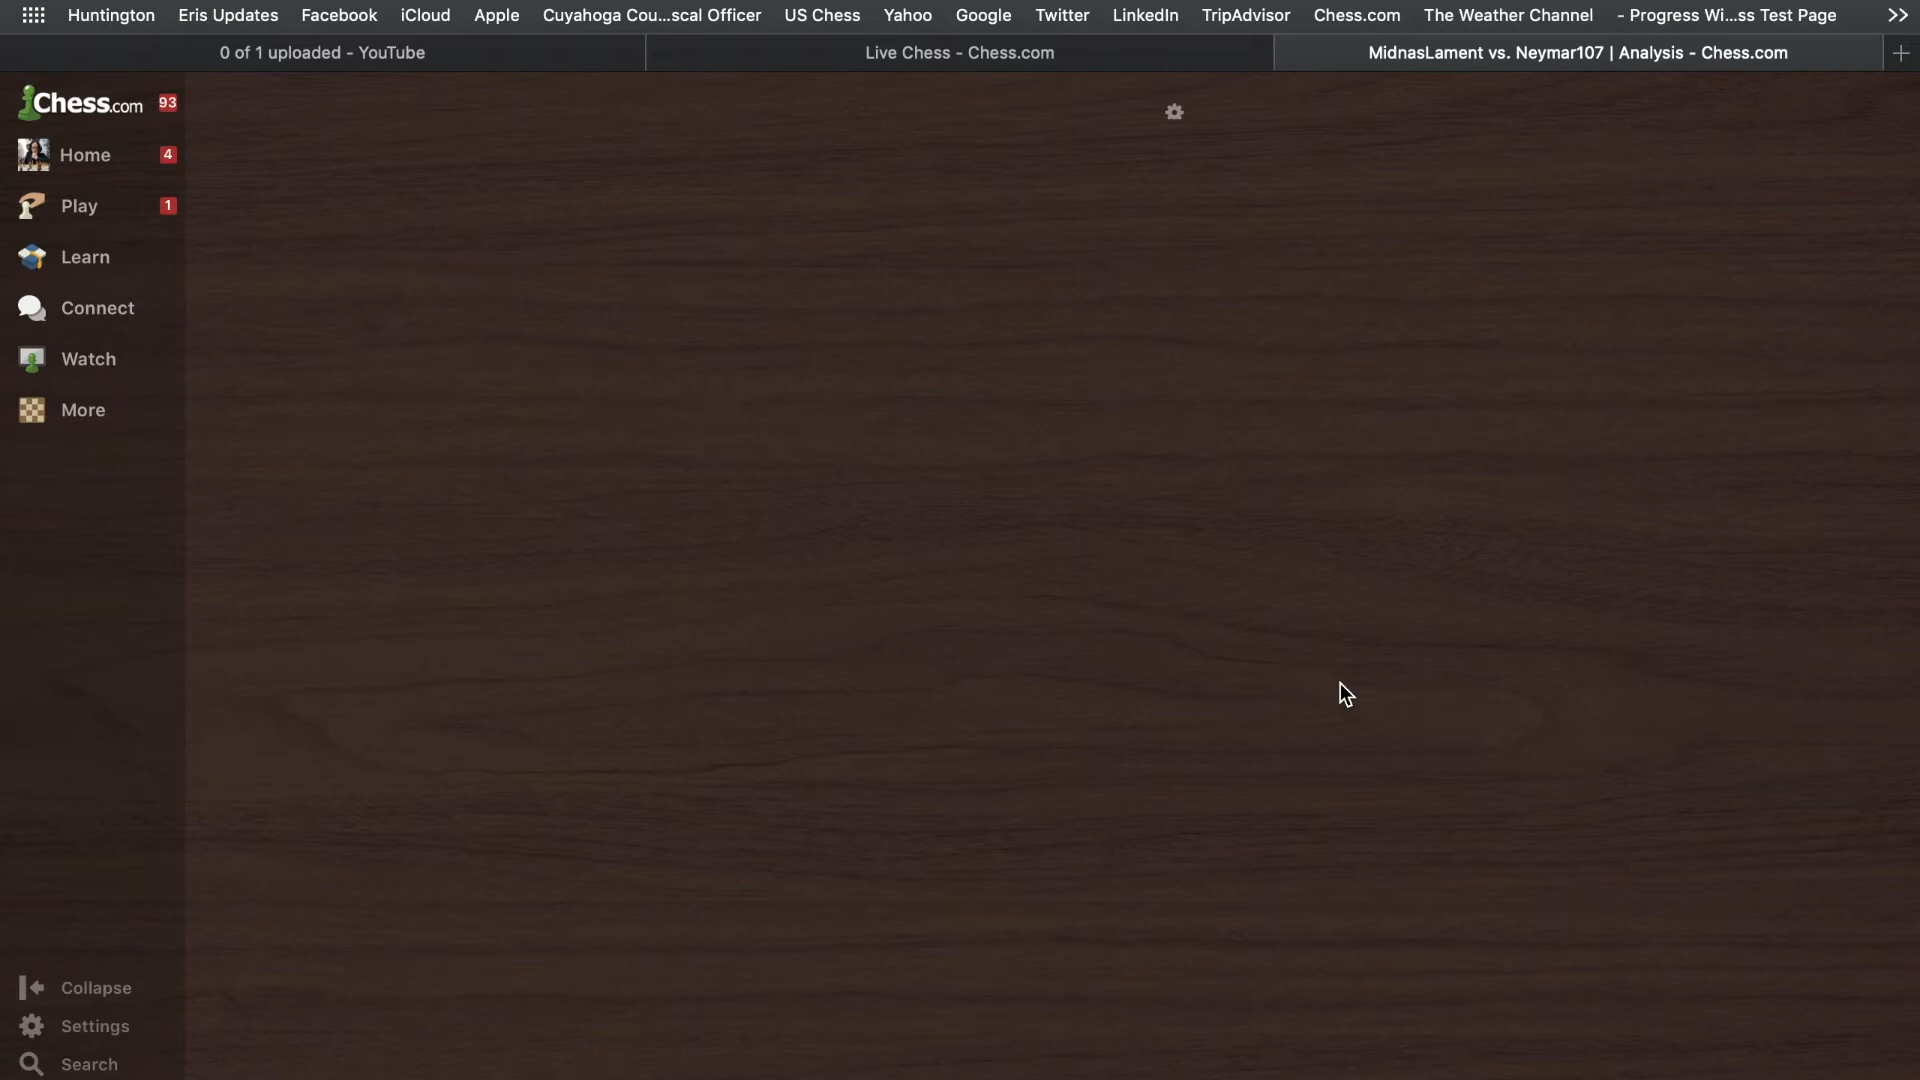 Huntington Eris Updates Facebook iCloud Apple Cuyahoga Cou...scal Officer US Chess Yahoo Google Twitter LinkedIn TripAdvisor Chess.com The Weather Channel - Progress Wi...ss Test Page
0 of 1 uploaded - YouTube Live Chess - Chess.com MidnasLament vs. Neymar107 | Analysis - Chess.com
Chess.com 93
Home 4
Play 1
Learn
Connect
Watch
More
Collapse
Settings
Search